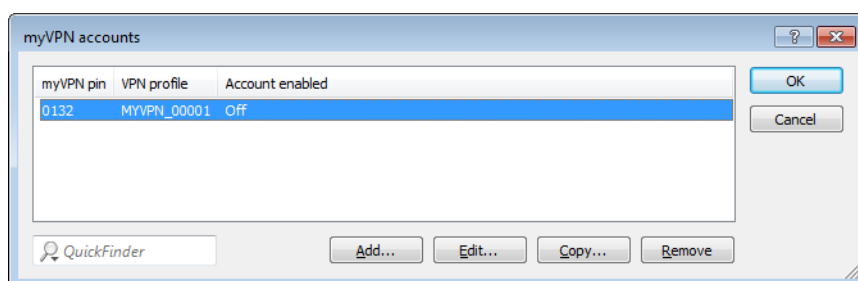 myVPN accounts
?
myVPN pin VPN profile Account enabled
0132 MYVPN_00001 Off
OK
Cancel
QuickFinder
Add... Edit... Copy... Remove